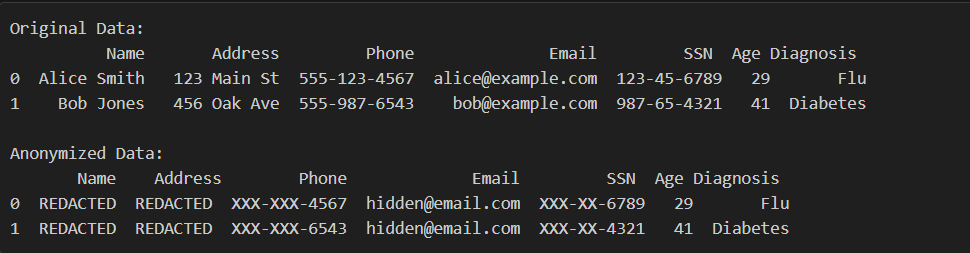 Original Data:
Name Address Phone Email SSN Age Diagnosis
0 Alice Smith 123 Main St 555-123-4567 alice@example.com 123-45-6789 29 Flu
1 Bob Jones 456 Oak Ave 555-987-6543 bob@example.com 987-65-4321 41 Diabetes
Anonymized Data:
Name Address Phone Email SSN Age Diagnosis
0 REDACTED REDACTED XXX-XXX-4567 hidden@email.com XXX-XX-6789 29 Flu
1 REDACTED REDACTED XXX-XXX-6543 hidden@email.com XXX-XX-4321 41 Diabetes